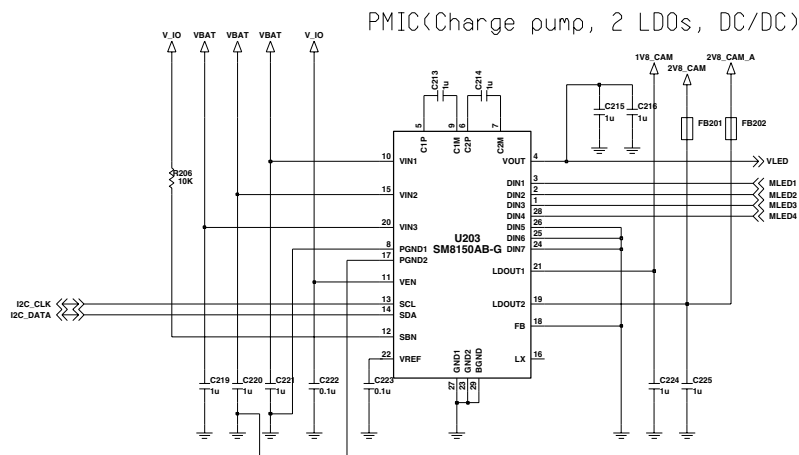 PMIC(Charge pump, 2 LDOs, DC/DC)
V_IO VBAT VBAT VBAT V_IO
1V8_CAM 2V8_CAM 2V8_CAM_A
C213 1u C214 1u
C215 1u C216 1u
FB201 FB202
5 9 6 7
C1P C1M C2P C2M
10 VIN1 VOUT 4 VLED
R206 10K
DIN1 3 MLED1
15 VIN2 DIN2 2 MLED2
DIN3 1 MLED3
DIN4 28 MLED4
20 VIN3 DIN5 26
U203 DIN6 25
8 PGND1 SM8150AB-G DIN7 24
17 PGND2
11 VEN LDOUT1 21
I2C_CLK 13 SCL LDOUT2 19
I2C_DATA 14 SDA
FB 18
12 SBN
22 VREF LX 16
GND1 GND2 BGND
27 23 29
C219 1u C220 1u C221 1u C222 0.1u C223 0.1u C224 1u C225 1u